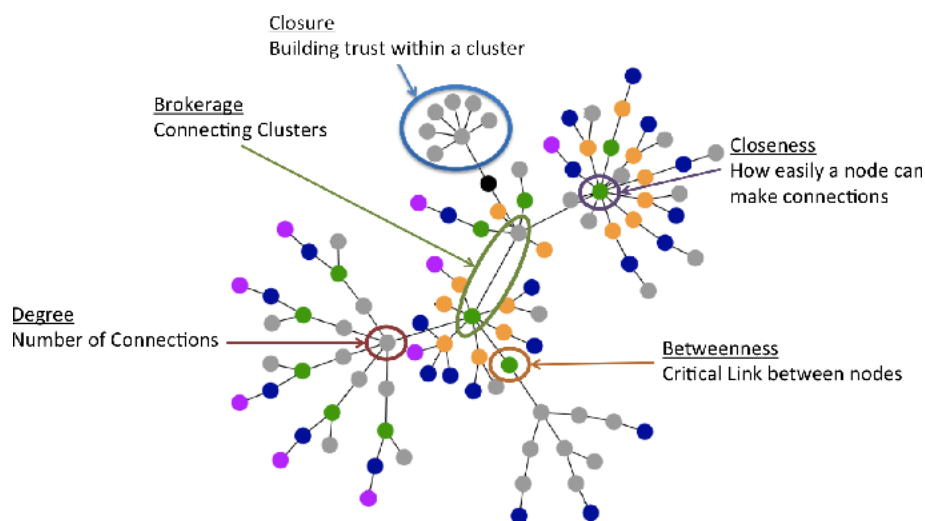 Closure
Building trust within a cluster
Brokerage
Connecting Clusters
Closeness
How easily a node can
make connections
Degree
Number of Connections
Betweenness
Critical Link between nodes